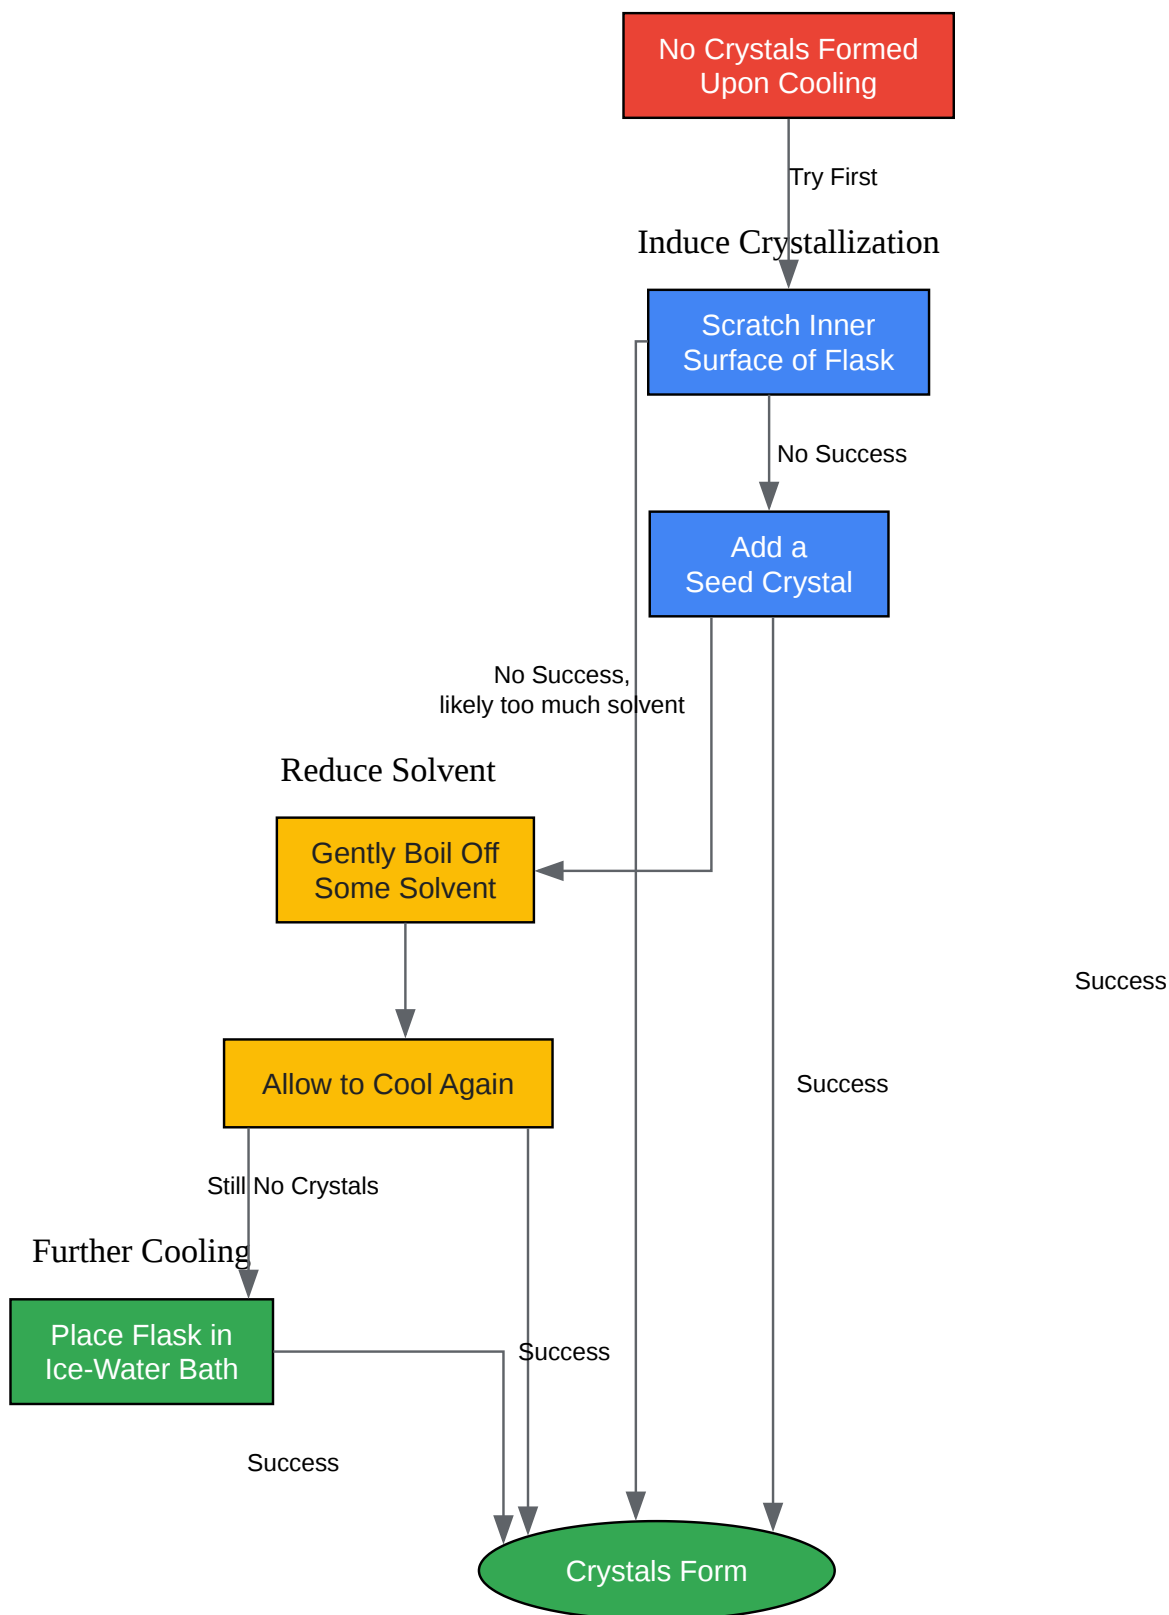 No Crystals Formed
Upon Cooling
Try First
Induce Crystallization
Scratch Inner
Surface of Flask
No Success
Add a
Seed Crystal
No Success,
likely too much solvent
Reduce Solvent
Gently Boil Off
Some Solvent
Success
Allow to Cool Again
Success
Still No Crystals
Further Cooling
Place Flask in
Ice-Water Bath
Success
Success
Crystals Form